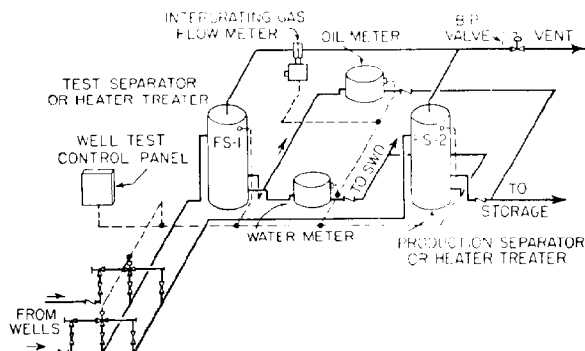 INTERGRATING GAS
FLOW METER
OIL METER
B.P.
VALVE
VENT
TEST SEPARATOR
OR HEATER TREATER
FS-1
FS-2
WELL TEST
CONTROL PANEL
TO SWD
TO
STORAGE
WATER METER
PRODUCTION SEPARATOR
OR HEATER TREATER
FROM
WELLS